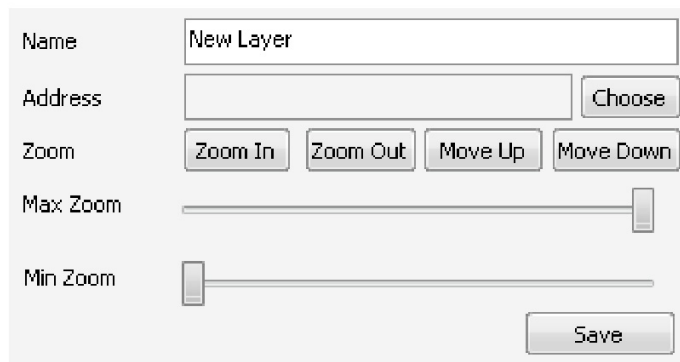 Name New Layer
Address Choose
Zoom Zoom In Zoom Out Move Up Move Down
Max Zoom
Min Zoom
Save